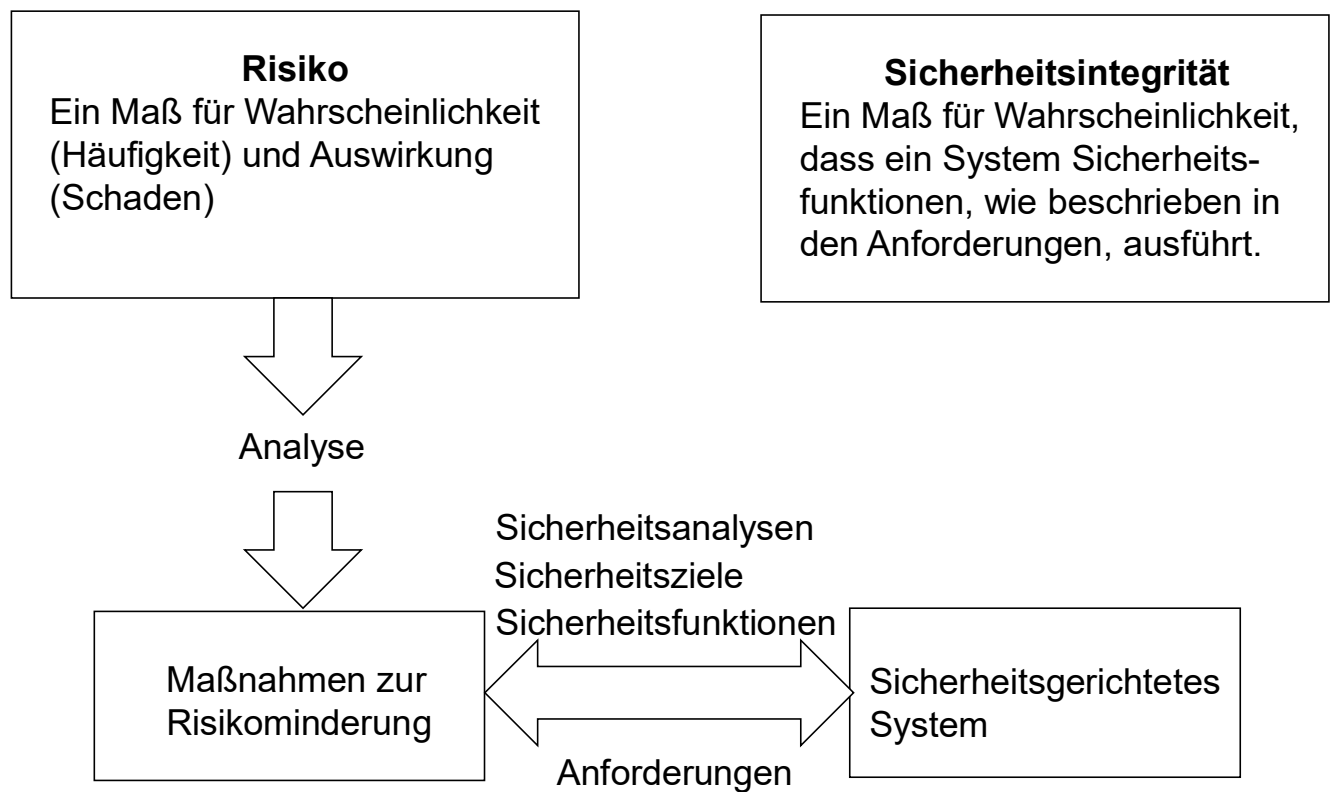 Risiko
Ein Maß für Wahrscheinlichkeit
(Häufigkeit) und Auswirkung
(Schaden)
Sicherheitsintegrität
Ein Maß für Wahrscheinlichkeit,
dass ein System Sicherheits-
funktionen, wie beschrieben in
den Anforderungen, ausführt.
Analyse
Sicherheitsanalysen
Sicherheitsziele
Sicherheitsfunktionen
Maßnahmen zur
Risikominderung
Sicherheitsgerichtetes
System
Anforderungen